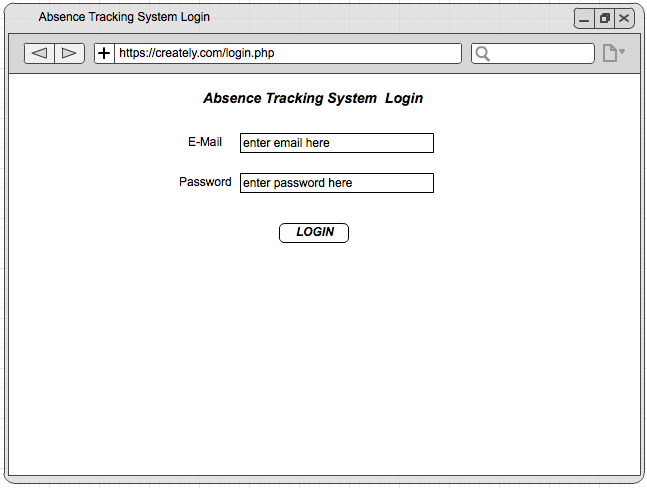 Absence Tracking System Login
https://creately.com/login.php
Absence Tracking System Login
E-Mail
enter email here
Password
enter password here
LOGIN